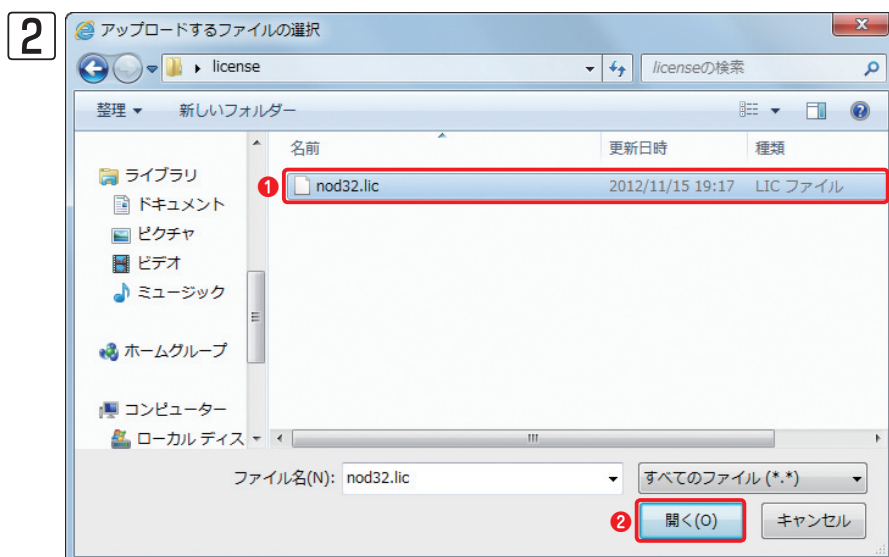 2
アップロードするファイルの選択
license
licenseの検索
整理 新しいフォルダー
名前 更新日時 種類
❶ nod32.lic 2012/11/15 19:17 LIC ファイル
ライブラリ
ドキュメント
ピクチャ
ビデオ
ミュージック
ホームグループ
コンピューター
ローカル ディス
ファイル名(N): nod32.lic すべてのファイル (*.*)
❷ 開く(O) キャンセル